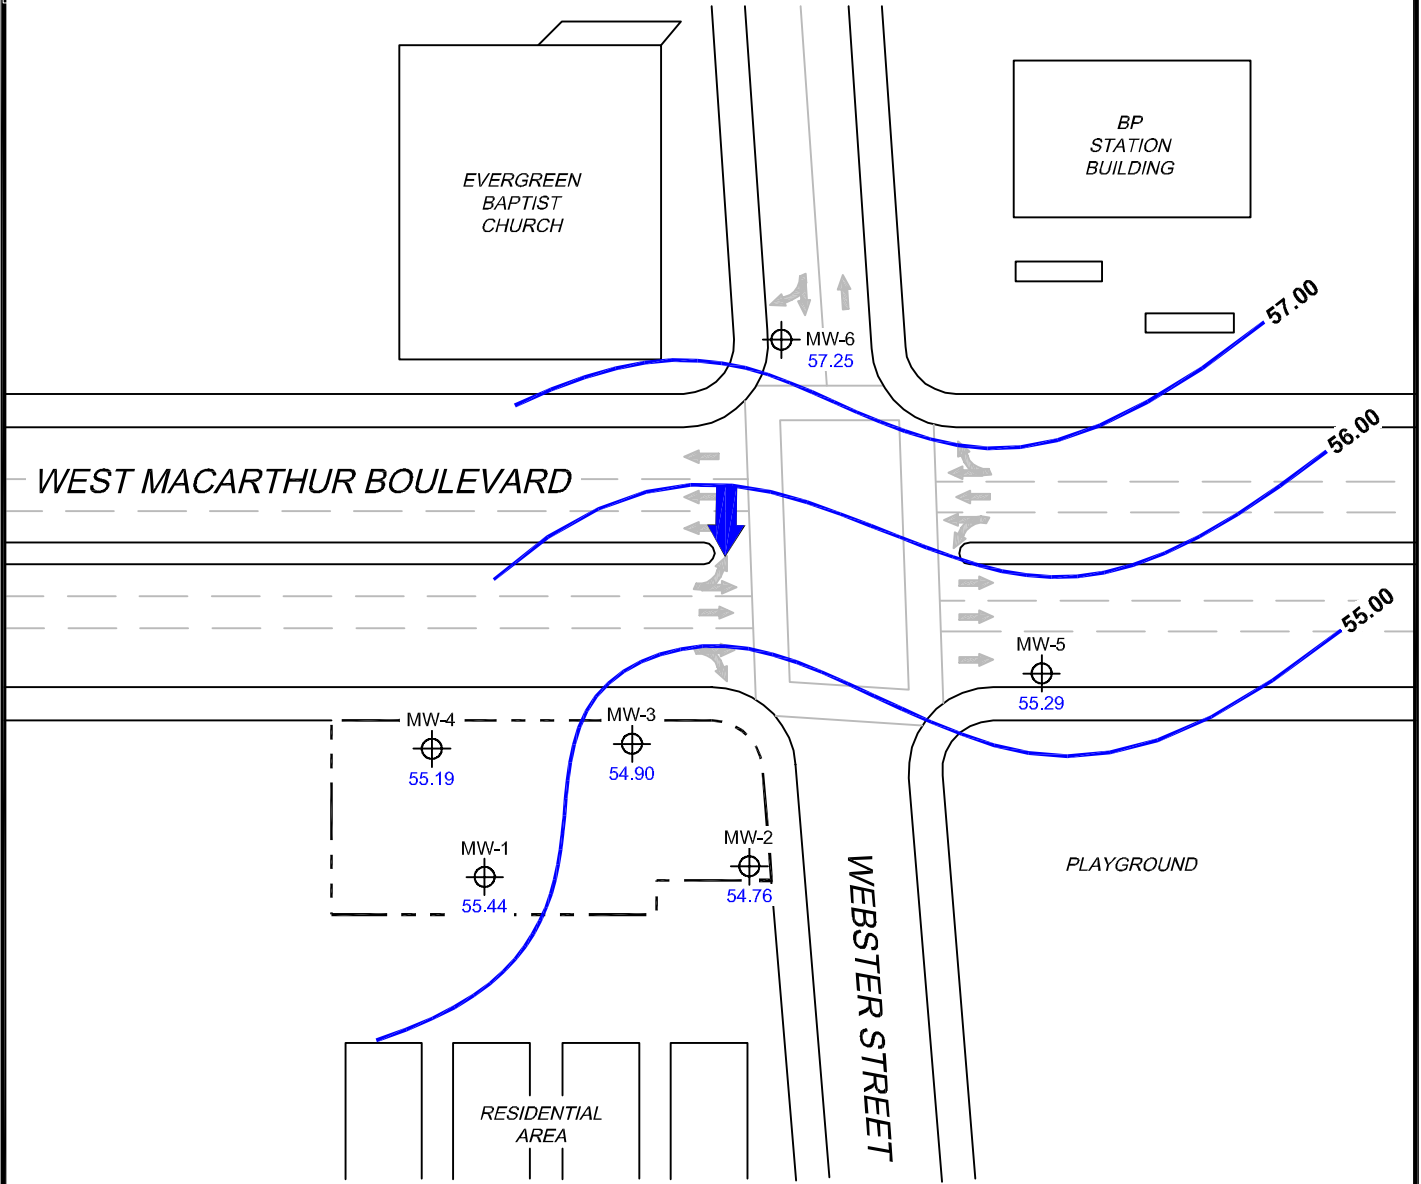 EVERGREEN
BAPTIST
CHURCH
BP
STATION
BUILDING
57.00
MW-6
57.25
56.00
WEST MACARTHUR BOULEVARD
55.00
MW-5
55.29
MW-4
55.19
MW-3
54.90
MW-1
55.44
MW-2
54.76
PLAYGROUND
WEBSTER STREET
RESIDENTIAL
AREA